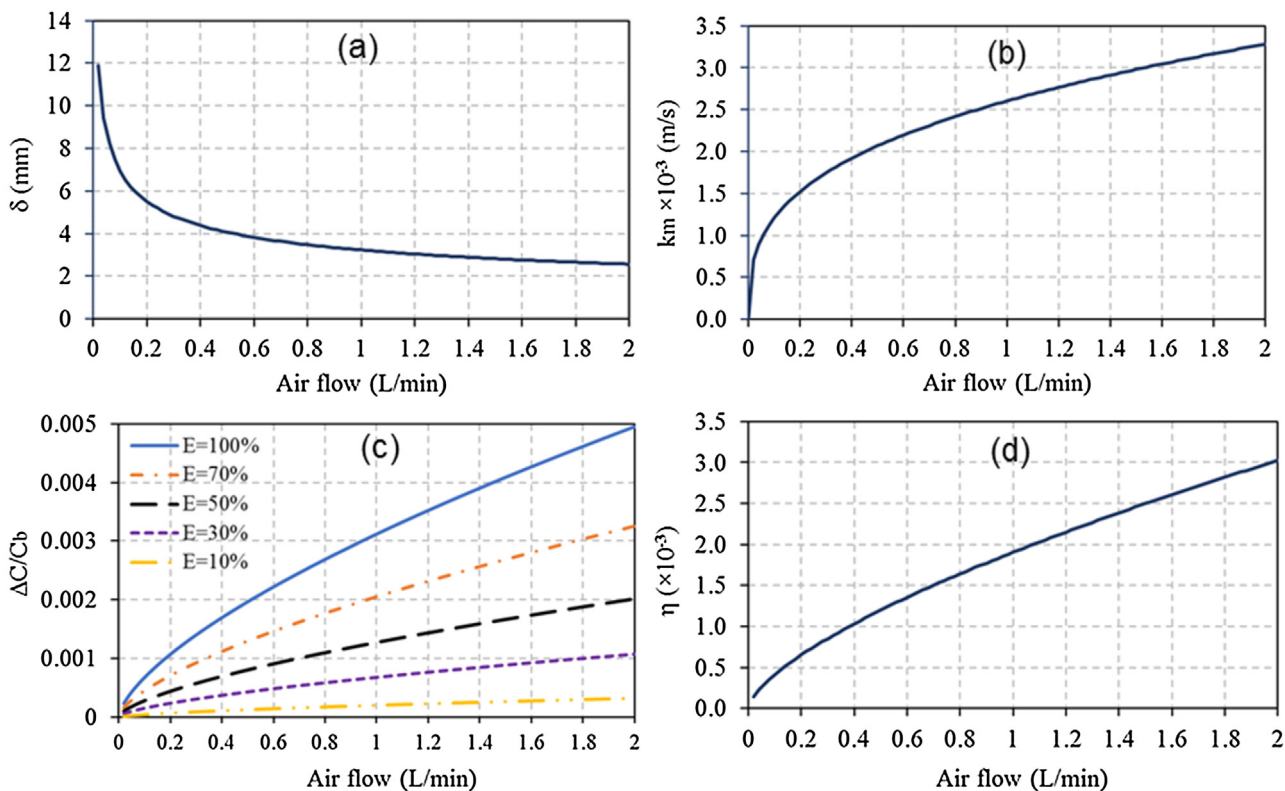 (a)
δ (mm)
14
12
10
8
6
4
2
0
0 0.2 0.4 0.6 0.8 1 1.2 1.4 1.6 1.8 2
Air flow (L/min)
(b)
km ×10⁻³ (m/s)
3.5
3.0
2.5
2.0
1.5
1.0
0.5
0.0
0 0.2 0.4 0.6 0.8 1 1.2 1.4 1.6 1.8 2
Air flow (L/min)
(c)
ΔC/Cb
0.005
0.004
0.003
0.002
0.001
0
E=100%
E=70%
E=50%
E=30%
E=10%
0 0.2 0.4 0.6 0.8 1 1.2 1.4 1.6 1.8 2
Air flow (L/min)
(d)
η (×10⁻³)
3.5
3.0
2.5
2.0
1.5
1.0
0.5
0.0
0 0.2 0.4 0.6 0.8 1 1.2 1.4 1.6 1.8 2
Air flow (L/min)